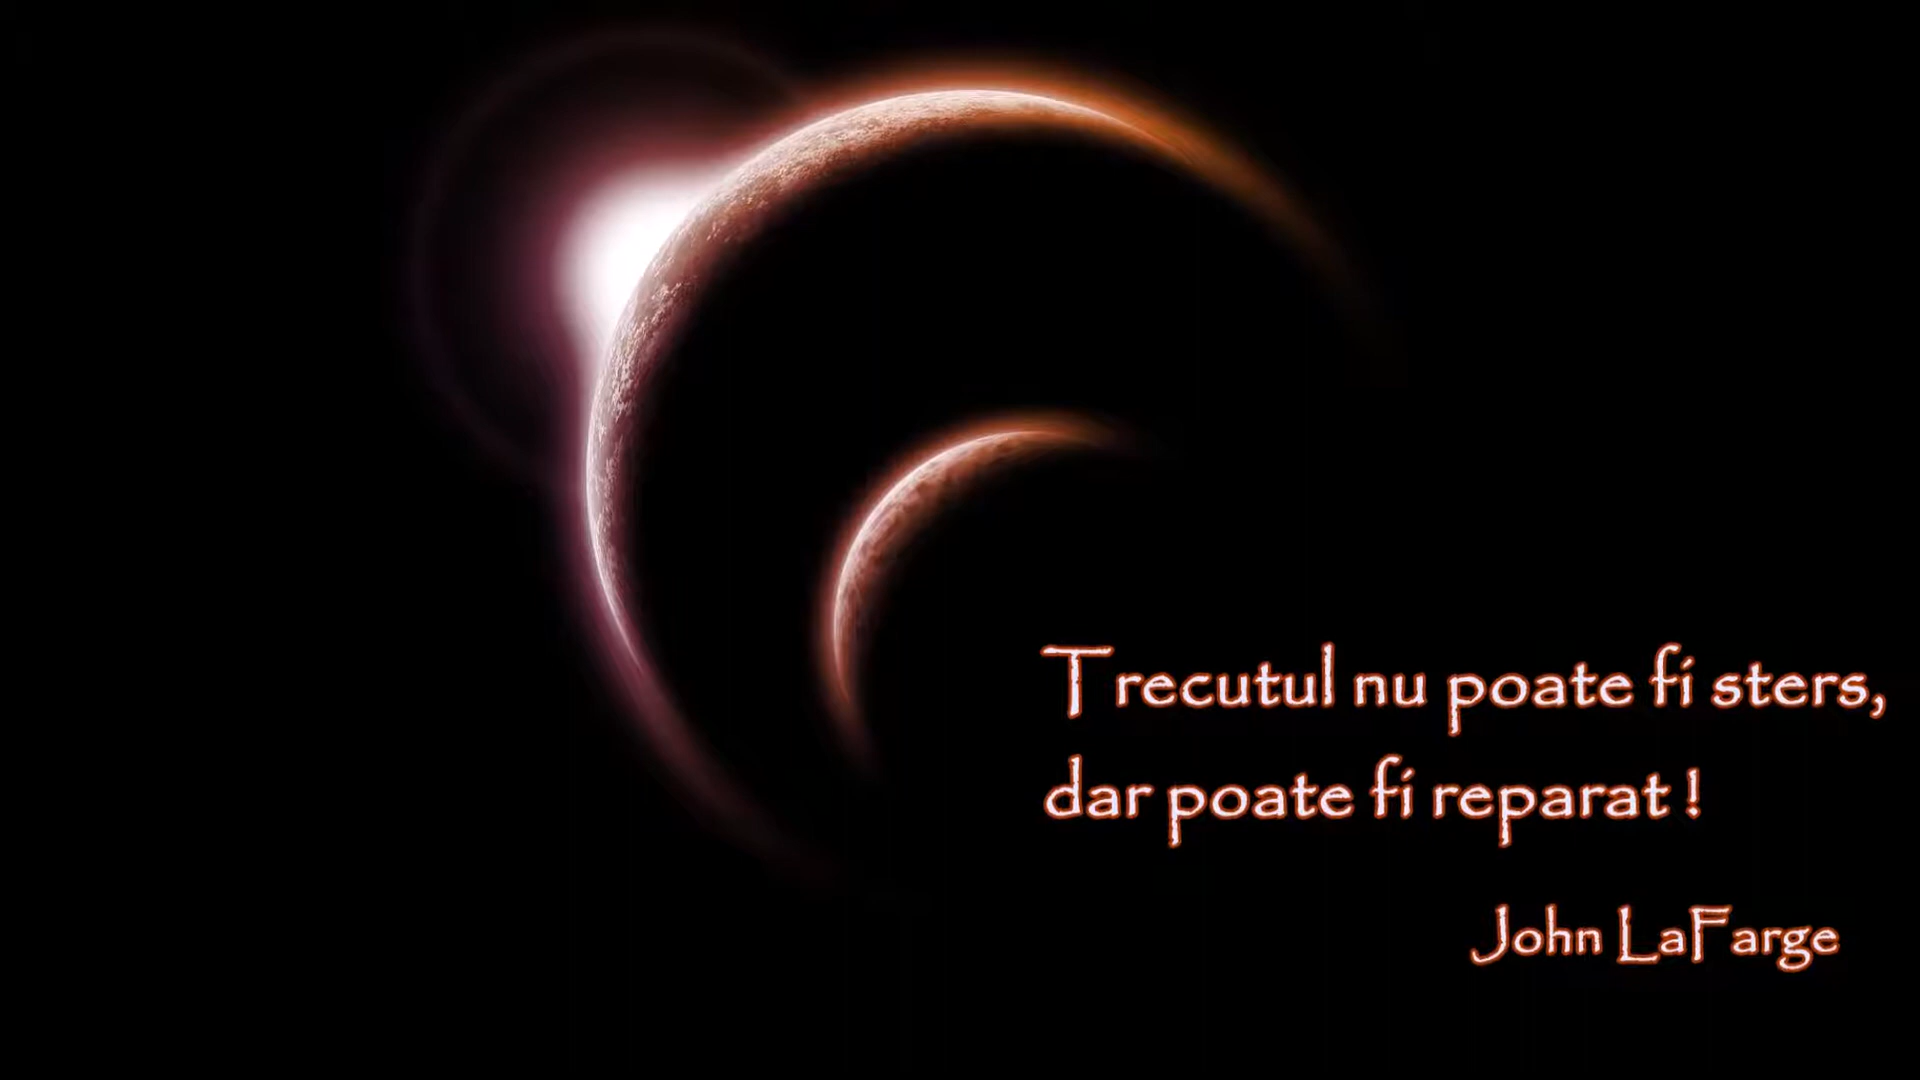 Trecutul nu poate fi sters,
dar poate fi reparat !
John LaFarge